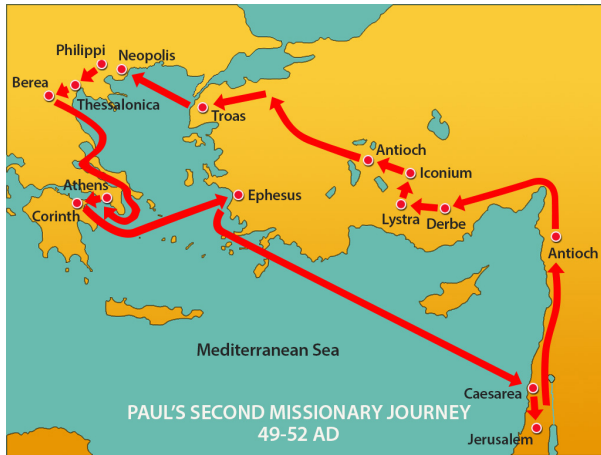 Philippi
Neopolis
Berea
Thessalonica
Troas
Antioch
Iconium
Athens
Ephesus
Corinth
Lystra
Derbe
Antioch
Mediterranean Sea
Caesarea
PAUL'S SECOND MISSIONARY JOURNEY
49-52 AD
Jerusalem